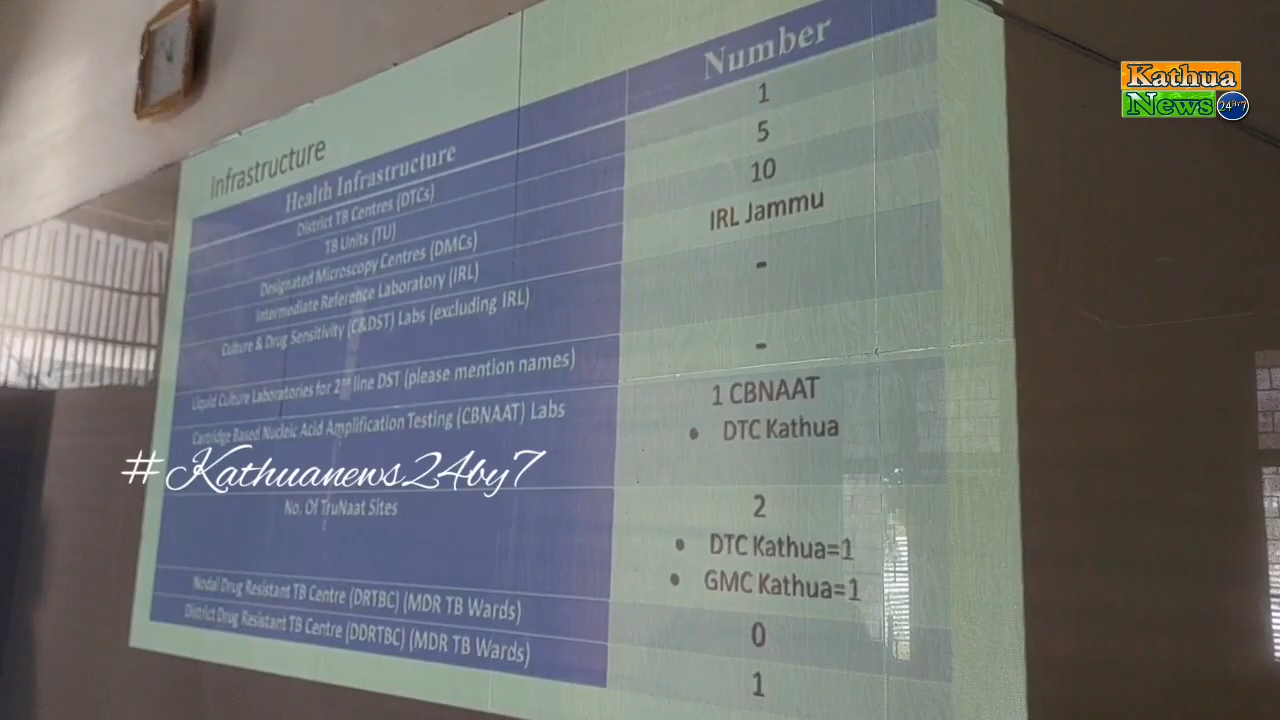 Infrastructure
Health Infrastructure Number
District TB Centres (DTCs) 1
TB Units (TU) 5
Designated Microscopy Centres (DMCs) 10
Intermediate Reference Laboratory (IRL) IRL Jammu
Culture & Drug Sensitivity (C&DST) Labs (excluding IRL) -
Liquid Culture Laboratories for 2nd line DST (please mention names) -
Cartridge Based Nucleic Acid Amplification Testing (CBNAAT) Labs 1 CBNAAT
• DTC Kathua
No. Of TruNaat Sites 2
• DTC Kathua=1
• GMC Kathua=1
Nodal Drug Resistant TB Centre (DRTBC) (MDR TB Wards) 0
District Drug Resistant TB Centre (DDRTBC) (MDR TB Wards) 1
#Kathuanews24by7
Kathua
News 24BY7